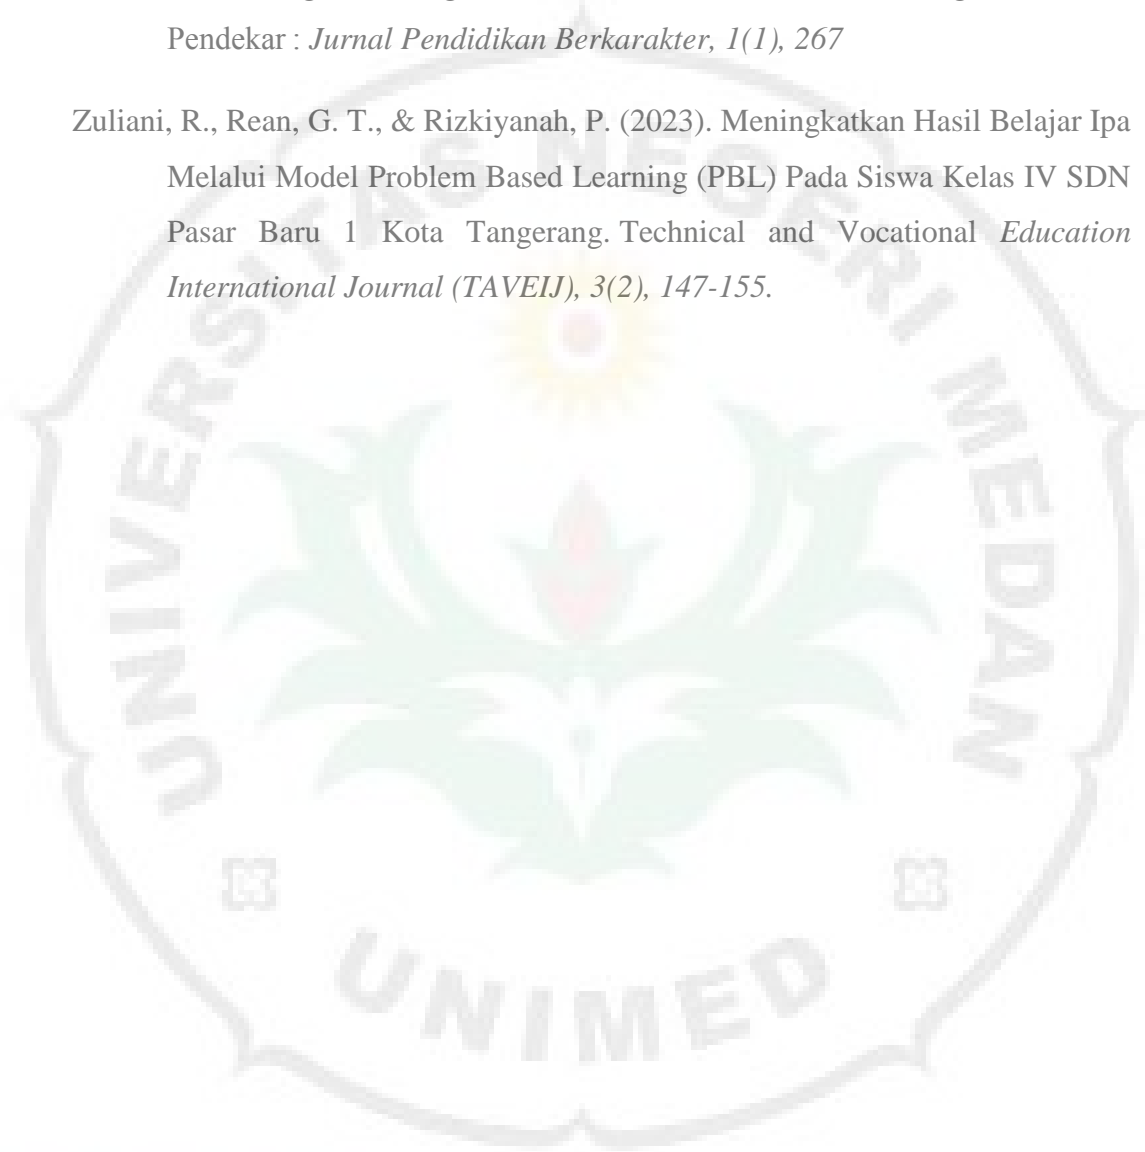 Pendekar : Jurnal Pendidikan Berkarakter, 1(1), 267
Zuliani, R., Rean, G. T., & Rizkiyanah, P. (2023). Meningkatkan Hasil Belajar Ipa
Melalui Model Problem Based Learning (PBL) Pada Siswa Kelas IV SDN
Pasar Baru 1 Kota Tangerang. Technical and Vocational Education
International Journal (TAVEIJ), 3(2), 147-155.
UNIVERSITAS NEGERI MEDAN
UNIMED